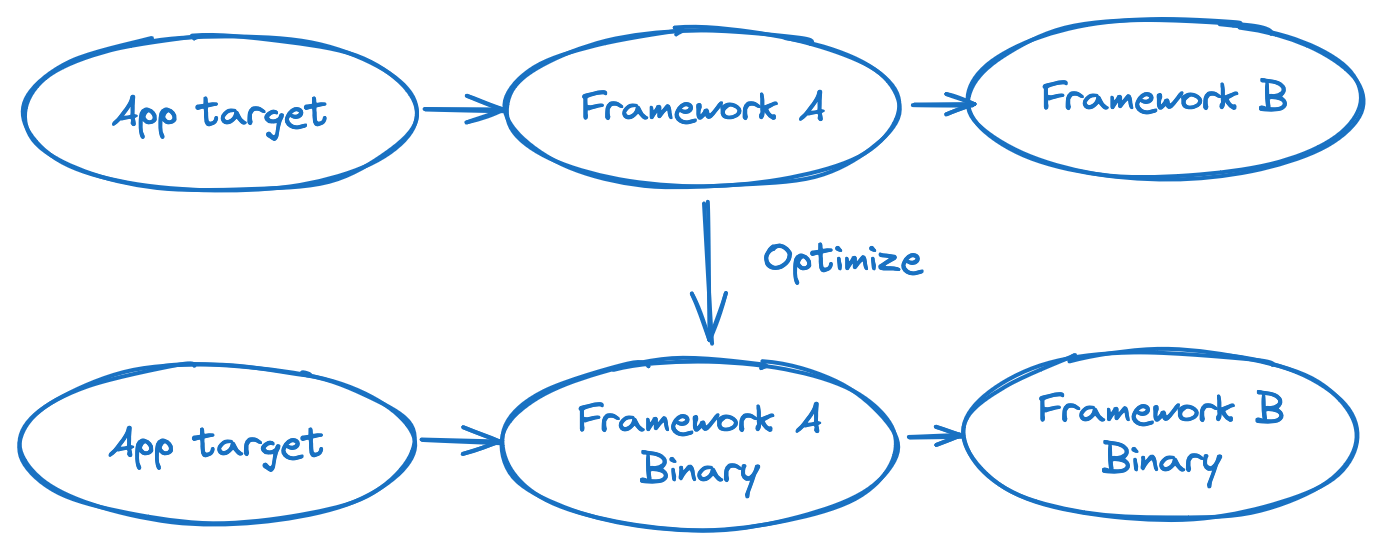 App target
Framework A
Framework B
Optimize
App target
Framework A
Binary
Framework B
Binary